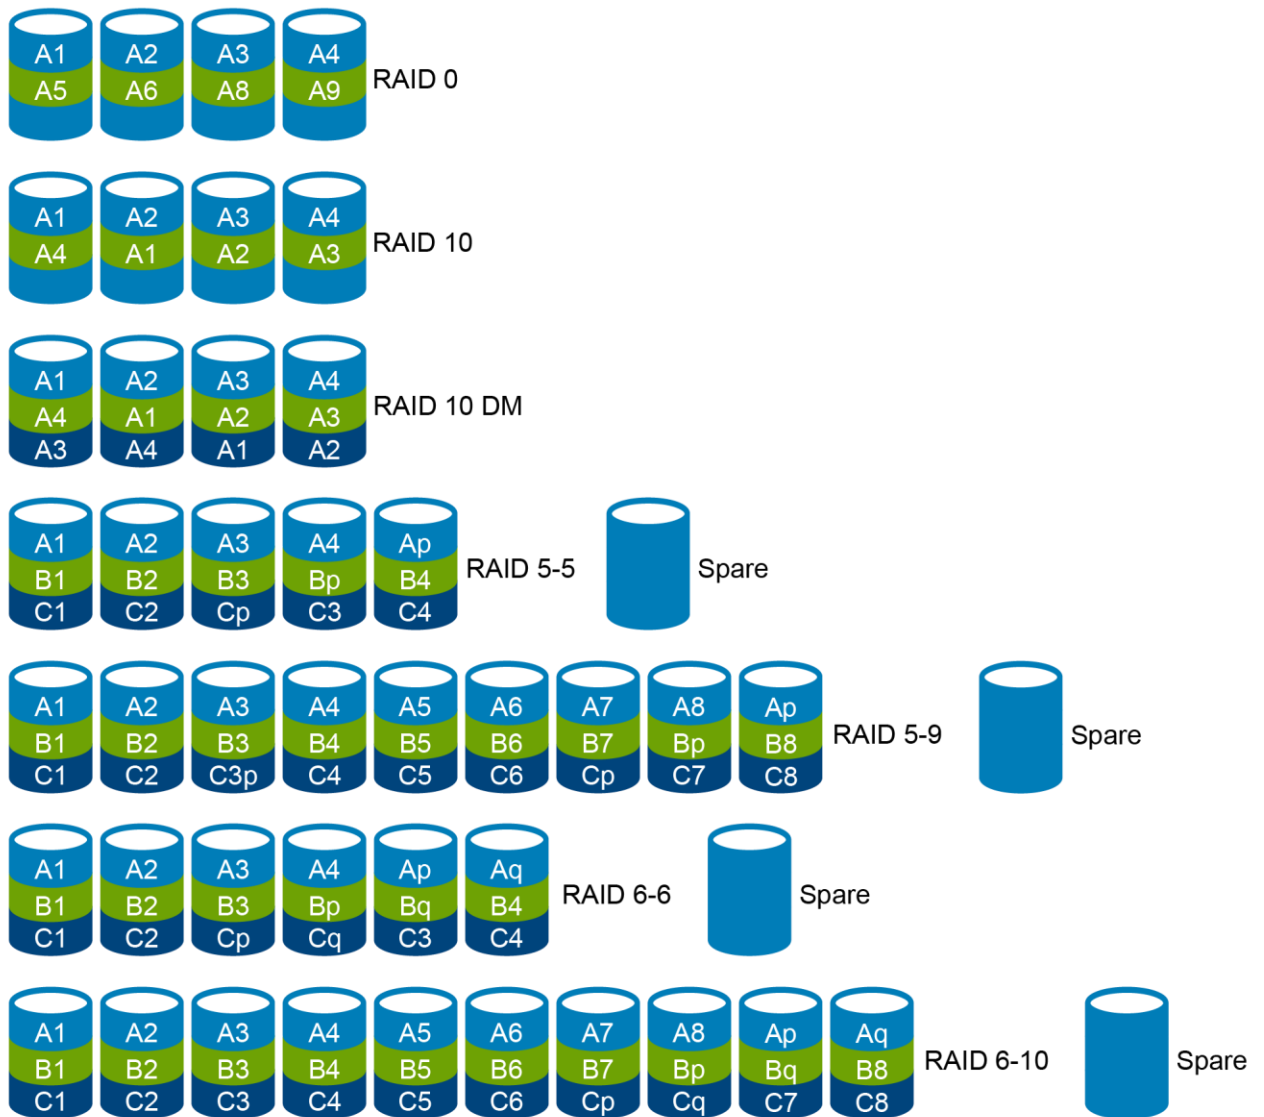 A1 A2 A3 A4
A5 A6 A8 A9 RAID 0
A1 A2 A3 A4
A4 A1 A2 A3 RAID 10
A1 A2 A3 A4
A4 A1 A2 A3 RAID 10 DM
A3 A4 A1 A2
A1 A2 A3 A4 Ap
B1 B2 B3 Bp B4 RAID 5-5 Spare
C1 C2 Cp C3 C4
A1 A2 A3 A4 A5 A6 A7 A8 Ap
B1 B2 B3 B4 B5 B6 B7 Bp B8 RAID 5-9 Spare
C1 C2 C3p C4 C5 C6 Cp C7 C8
A1 A2 A3 A4 Ap Aq
B1 B2 B3 Bp Bq B4 RAID 6-6 Spare
C1 C2 Cp Cq C3 C4
A1 A2 A3 A4 A5 A6 A7 A8 Ap Aq
B1 B2 B3 B4 B5 B6 B7 Bp Bq B8 RAID 6-10 Spare
C1 C2 C3 C4 C5 C6 Cp Cq C7 C8